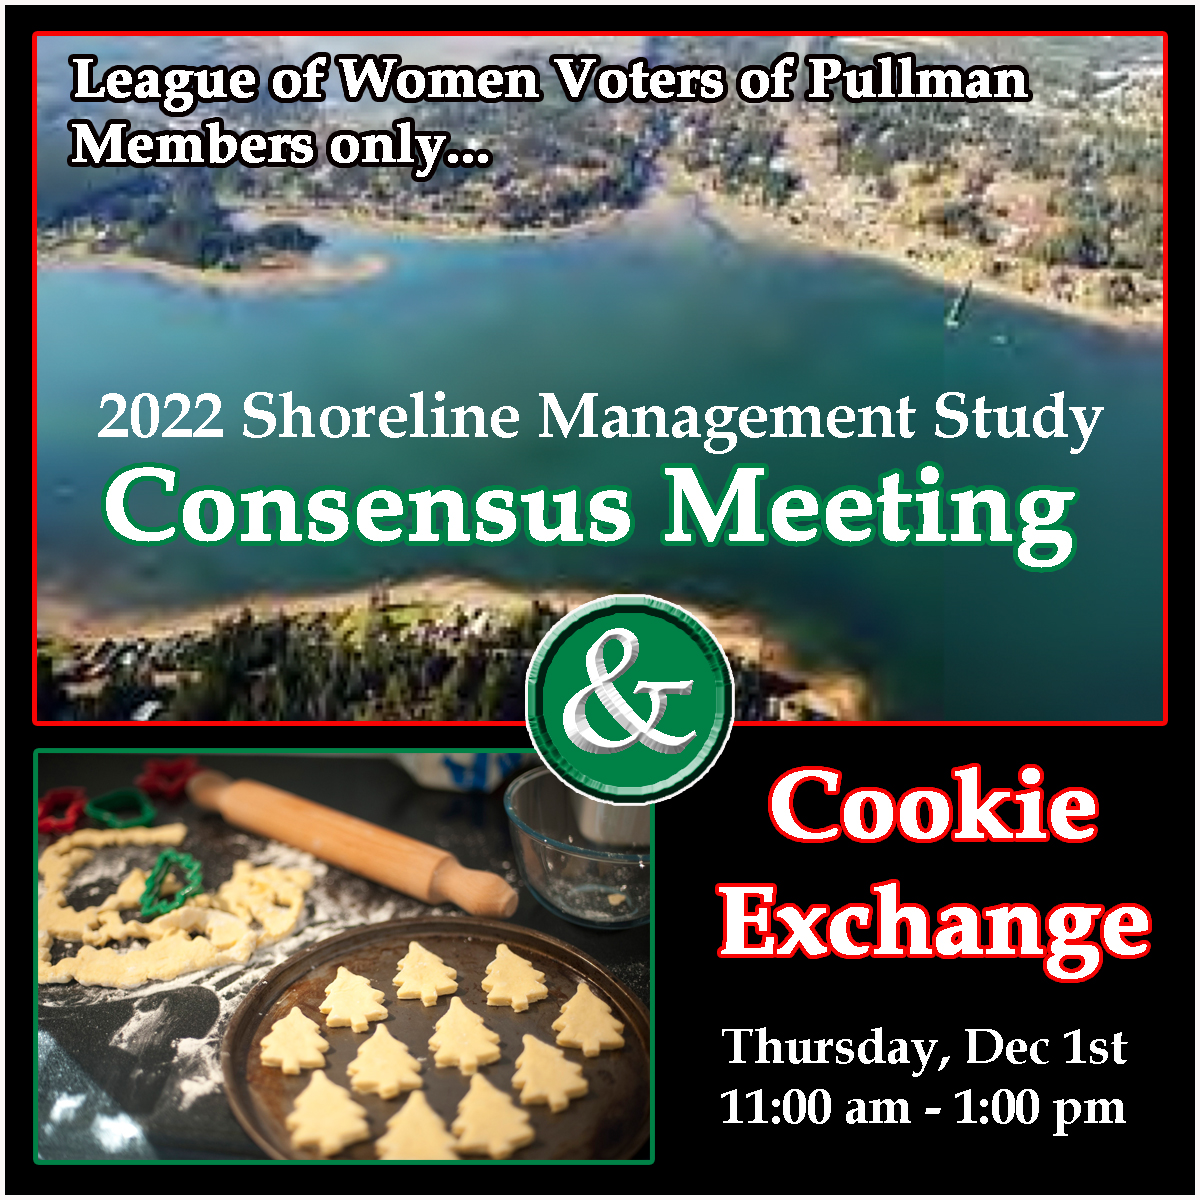 League of Women Voters of Pullman
Members only...
2022 Shoreline Management Study
Consensus Meeting
&
Cookie
Exchange
Thursday, Dec 1st
11:00 am - 1:00 pm